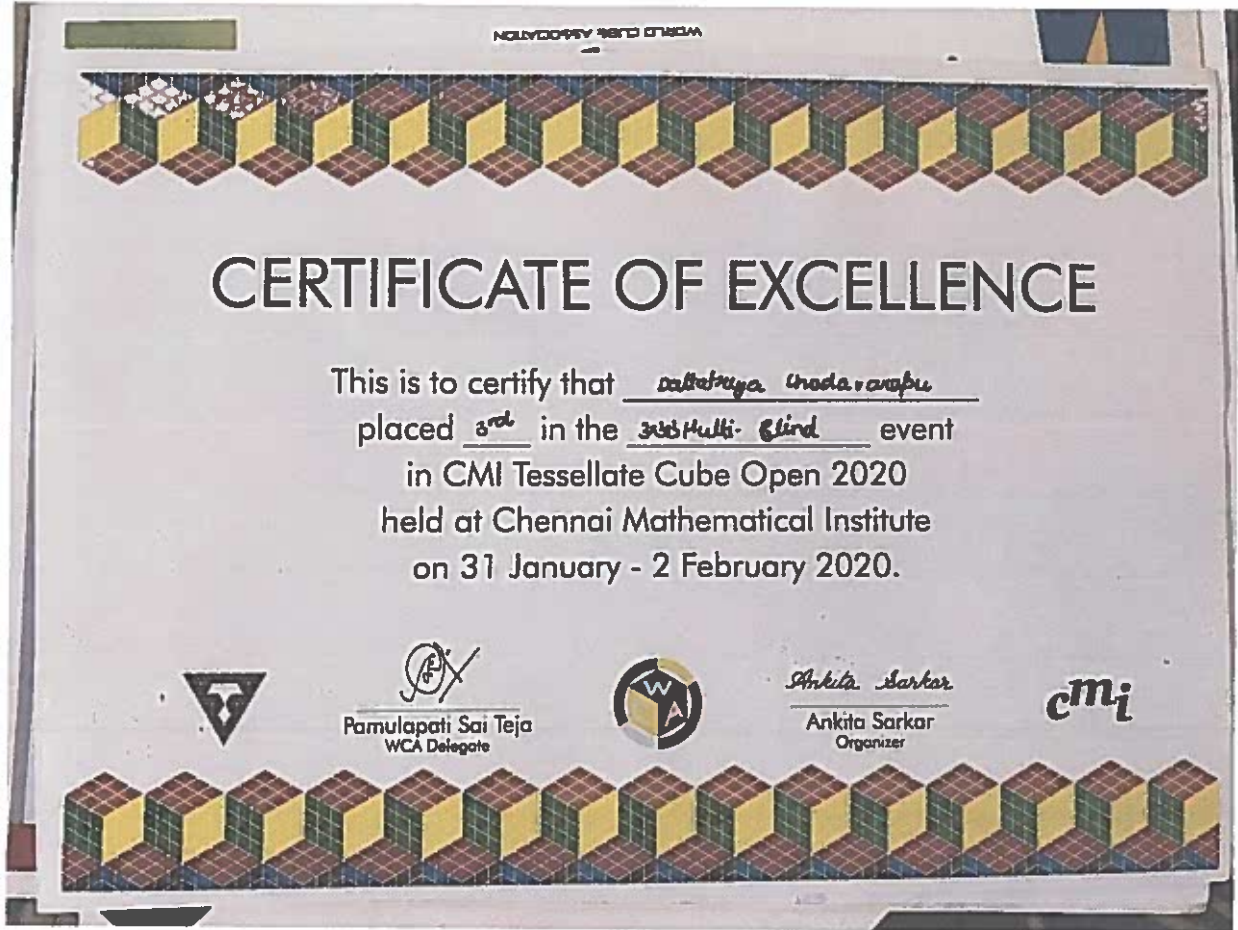 WORLD CUBE ASSOCIATION
CERTIFICATE OF EXCELLENCE
This is to certify that Dattatreya Chodavarapu
placed 3rd in the 3x3 Multi-Blind event
in CMI Tessellate Cube Open 2020
held at Chennai Mathematical Institute
on 31 January - 2 February 2020.
Ankita Sarkar
W
A
cmi
Pamulapati Sai Teja
WCA Delegate
Ankita Sarkar
Organizer